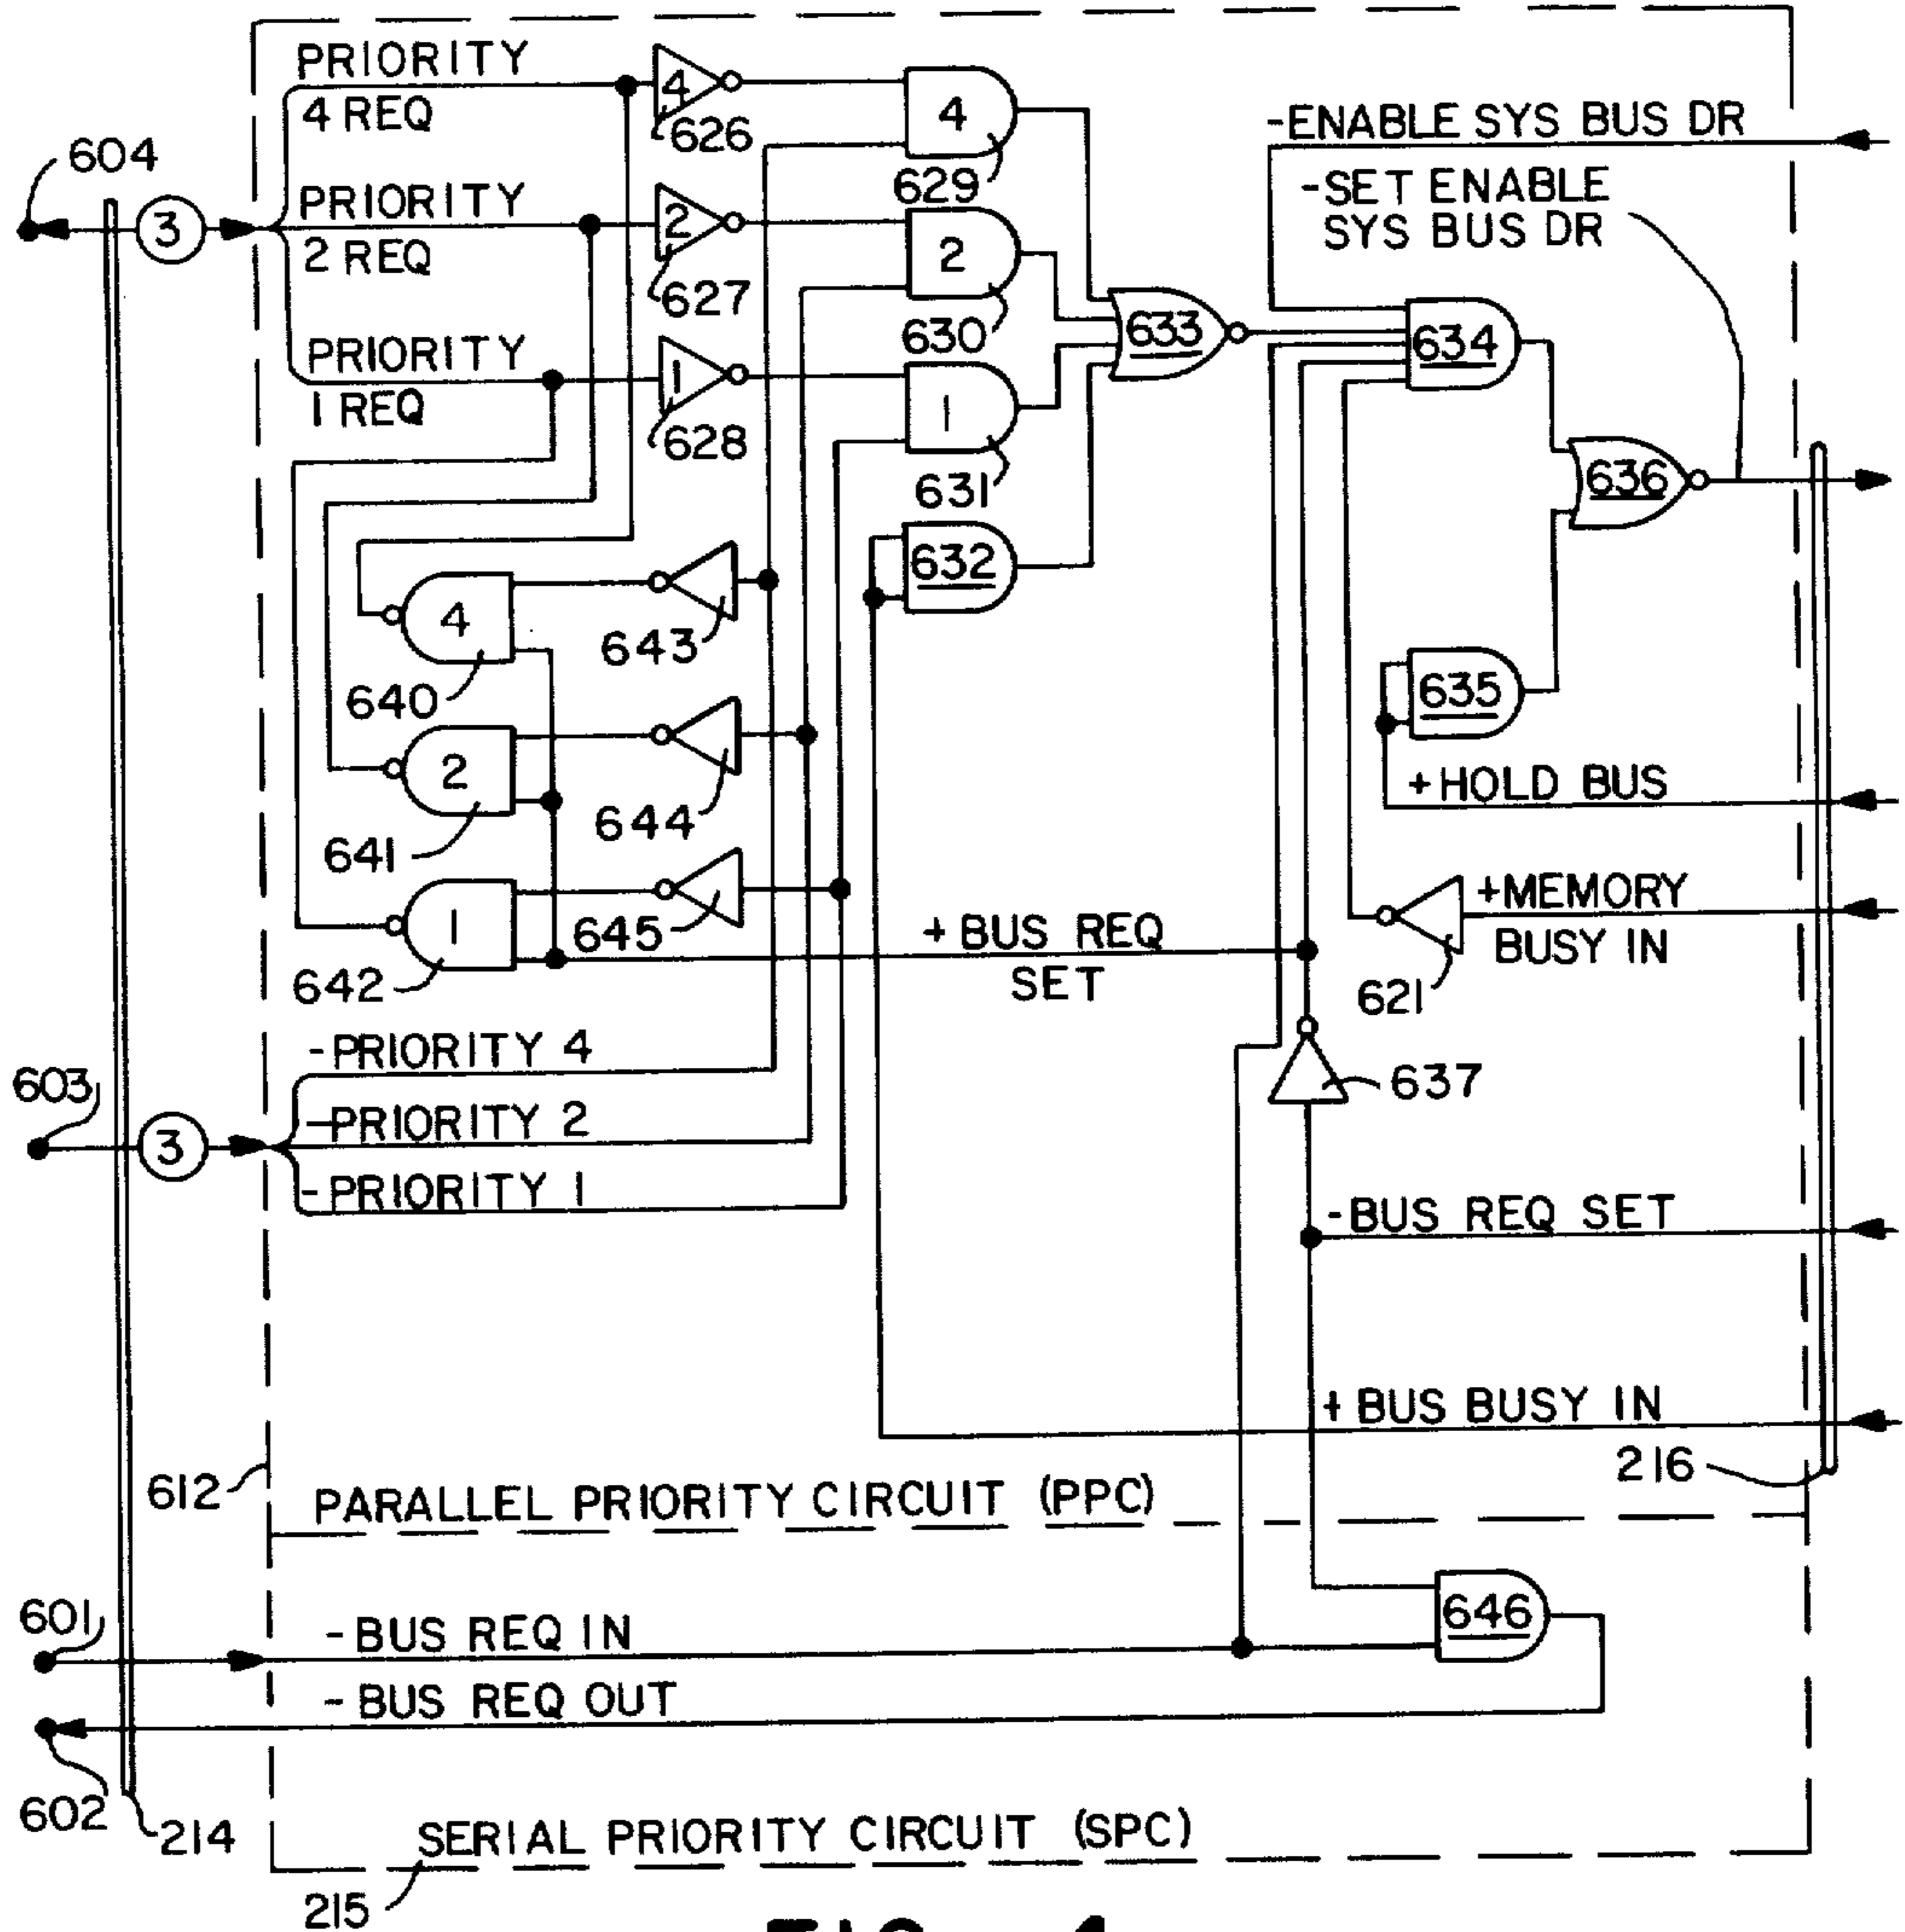 PRIORITY
4 REQ
4
626
4
629
-ENABLE SYS BUS DR
-SET ENABLE
SYS BUS DR
604
3
PRIORITY
2 REQ
2
627
2
630
633
634
PRIORITY
1 REQ
1
628
1
631
636
632
4
640
643
635
+HOLD BUS
2
641
644
1
642
645
+ BUS REQ
SET
+MEMORY
BUSY IN
621
637
603
3
-PRIORITY 4
-PRIORITY 2
-PRIORITY 1
-BUS REQ SET
+ BUS BUSY IN
216
612
PARALLEL PRIORITY CIRCUIT (PPC)
601
-BUS REQ IN
646
-BUS REQ OUT
602
214
SERIAL PRIORITY CIRCUIT (SPC)
215